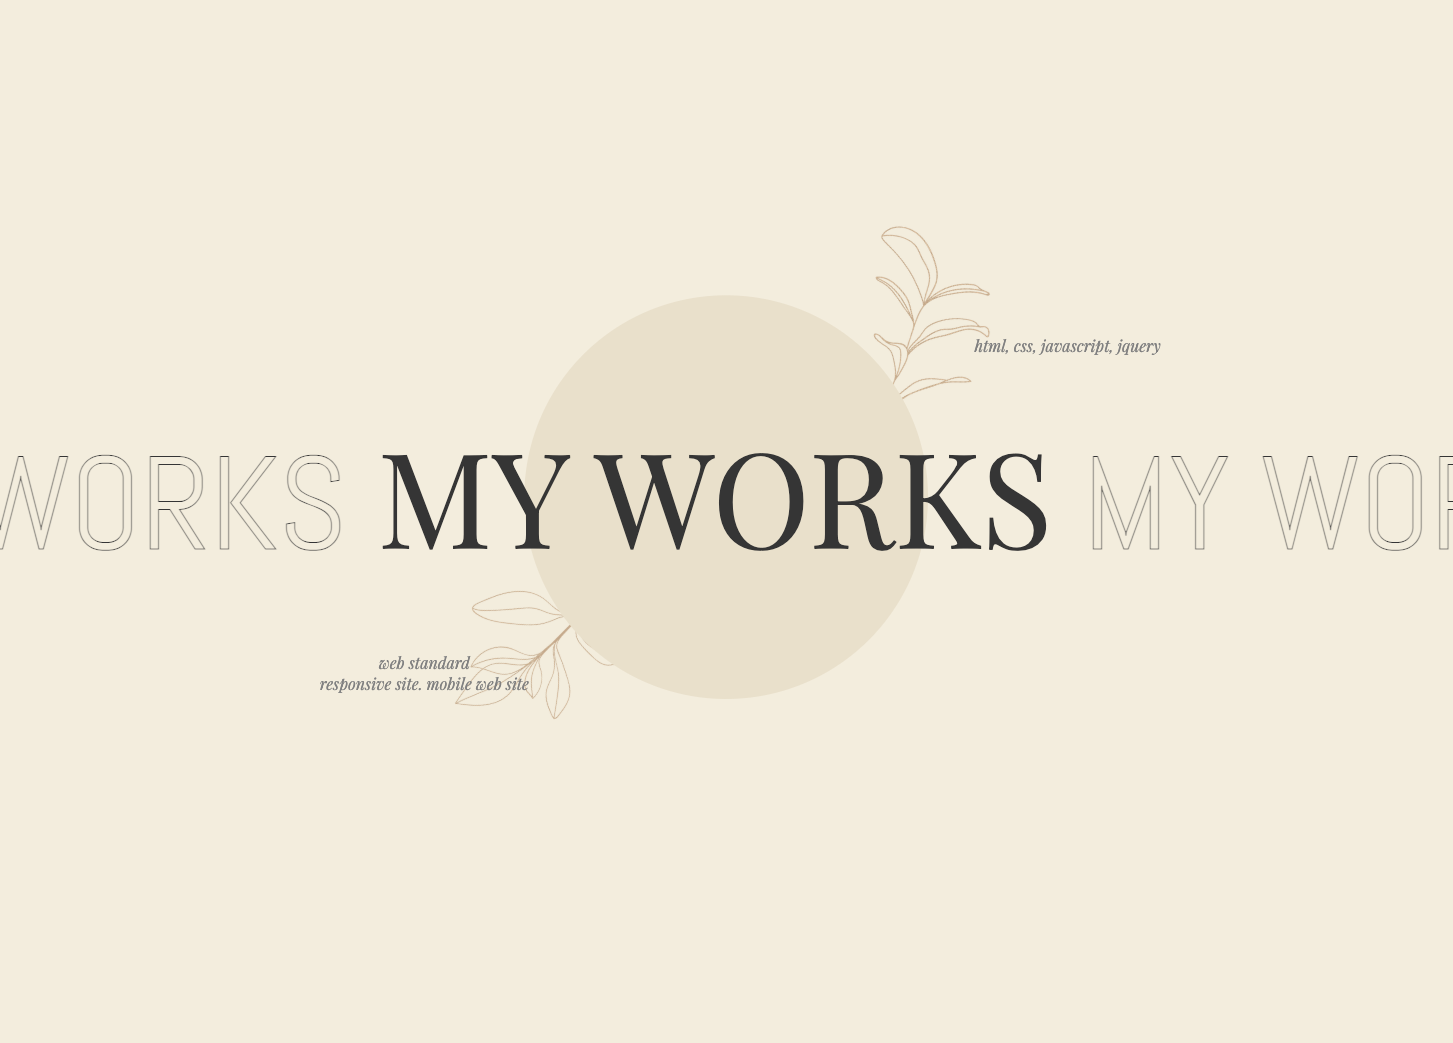 html, css, javascript, jquery
WORKS MY WORKS MY WOR
web standard
responsive site. mobile web site